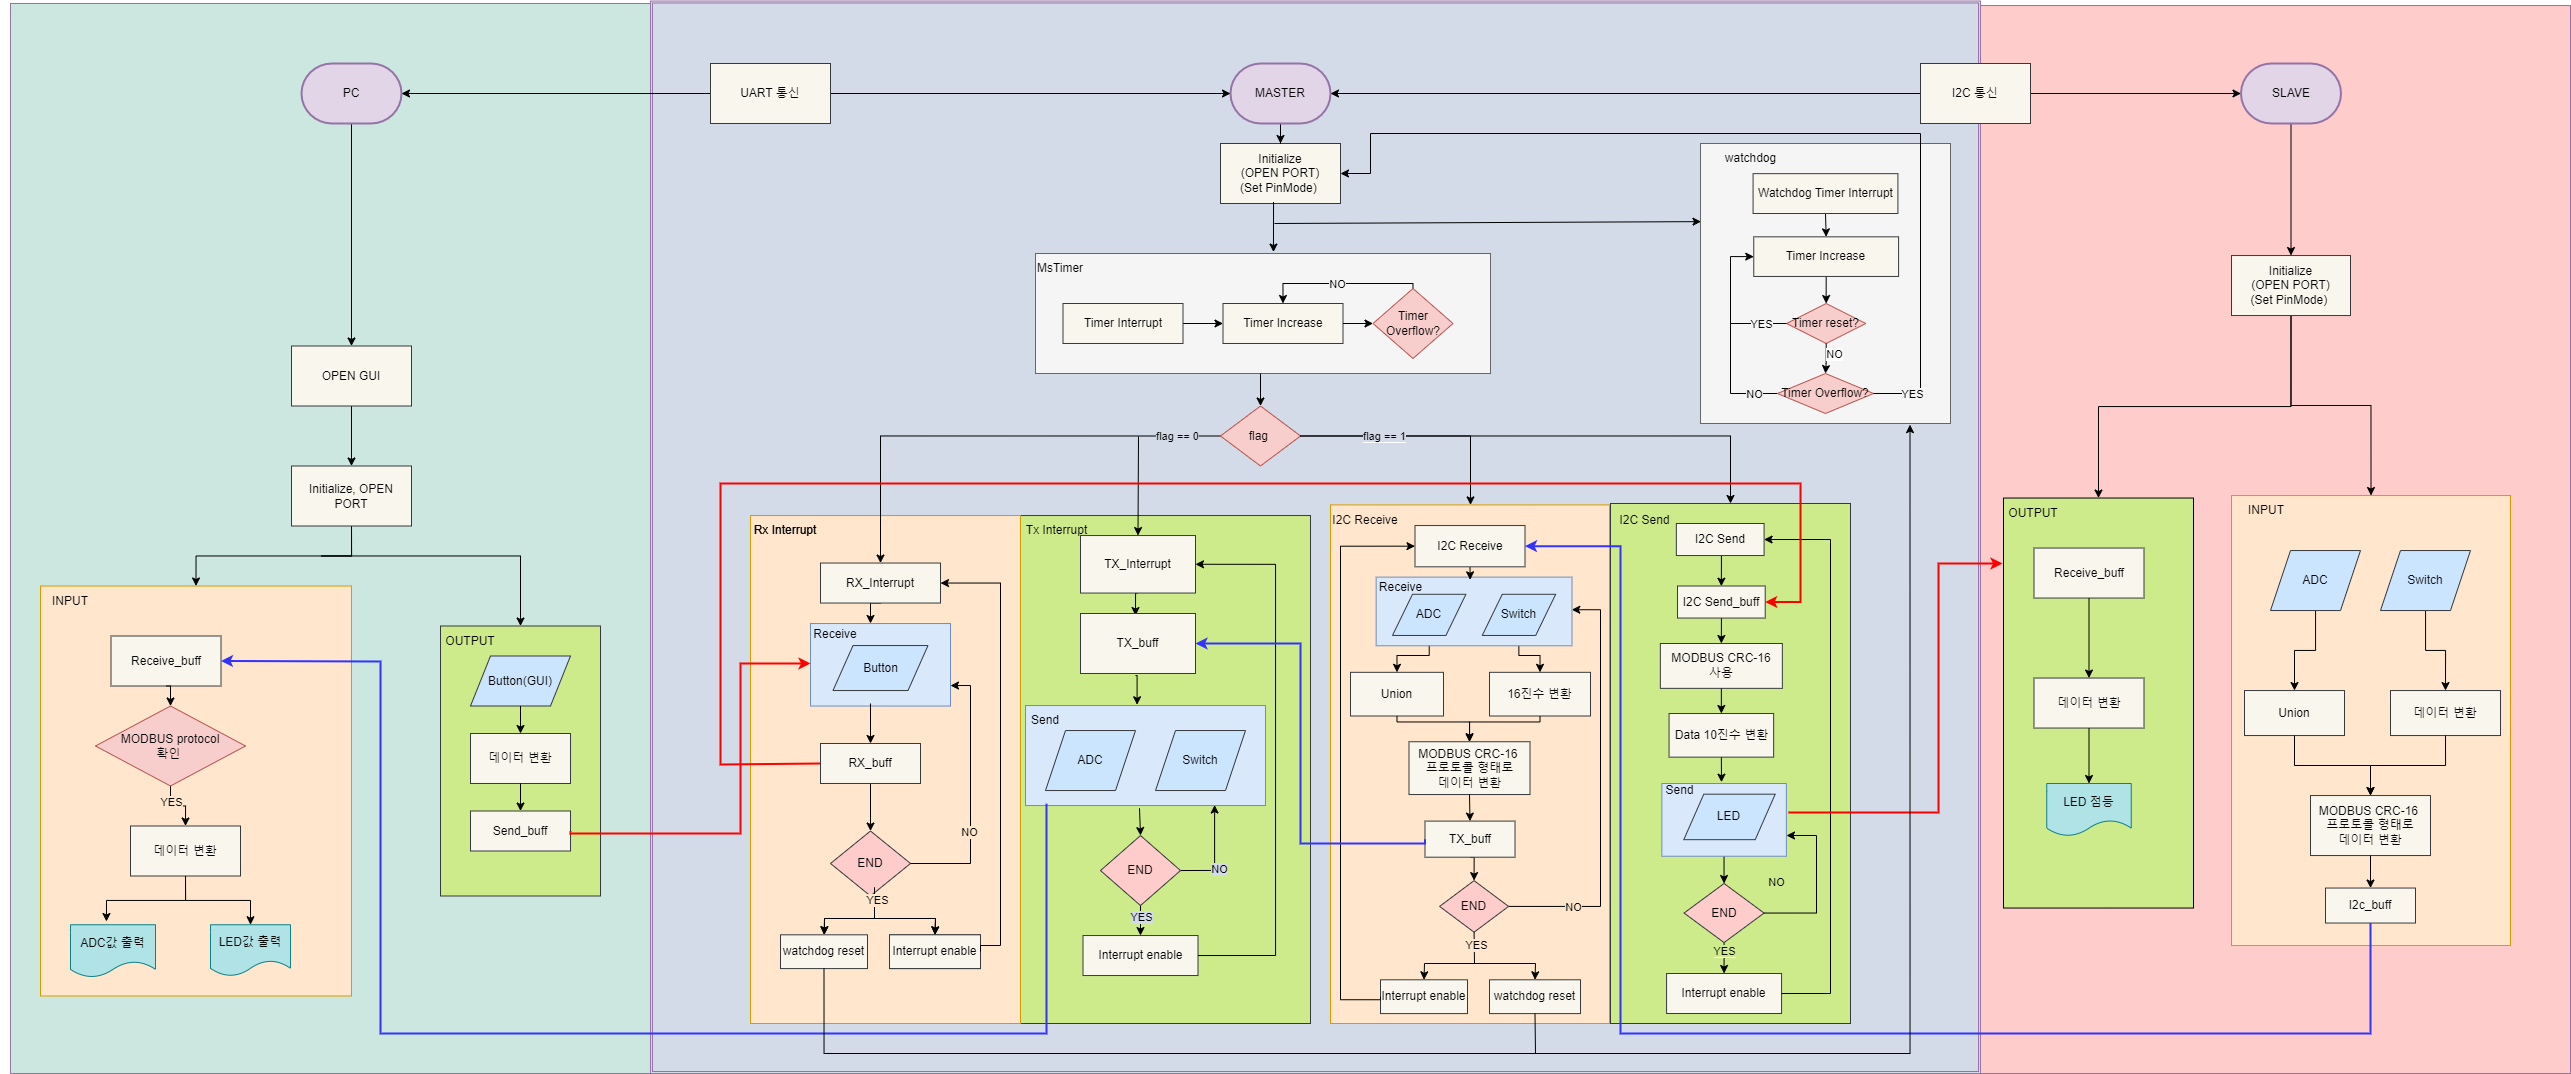 PC
UART 통신
MASTER
I2C 통신
SLAVE
OPEN GUI
Initialize, OPEN
PORT
INPUT
Receive_buff
MODBUS protocol
확인
YES
데이터 변환
ADC값 출력
LED값 출력
OUTPUT
Button(GUI)
데이터 변환
Send_buff
Initialize
(OPEN PORT)
(Set PinMode)
MsTimer
Timer Interrupt
Timer Increase
Timer
Overflow?
NO
watchdog
Watchdog Timer Interrupt
Timer Increase
Timer reset?
YES
NO
Timer Overflow?
NO
YES
flag
flag == 0
flag == 1
Rx Interrupt
RX_Interrupt
Receive
Button
RX_buff
END
NO
YES
watchdog reset
Interrupt enable
Tx Interrupt
TX_Interrupt
TX_buff
Send
ADC
Switch
END
NO
YES
Interrupt enable
I2C Receive
I2C Receive
Receive
ADC
Switch
Union
16진수 변환
MODBUS CRC-16
프로토콜 형태로
데이터 변환
TX_buff
END
NO
YES
Interrupt enable
watchdog reset
I2C Send
I2C Send
I2C Send_buff
MODBUS CRC-16
사용
Data 10진수 변환
Send
LED
NO
END
YES
Interrupt enable
Initialize
(OPEN PORT)
(Set PinMode)
OUTPUT
Receive_buff
데이터 변환
LED 점등
INPUT
ADC
Switch
Union
데이터 변환
MODBUS CRC-16
프로토콜 형태로
데이터 변환
I2c_buff